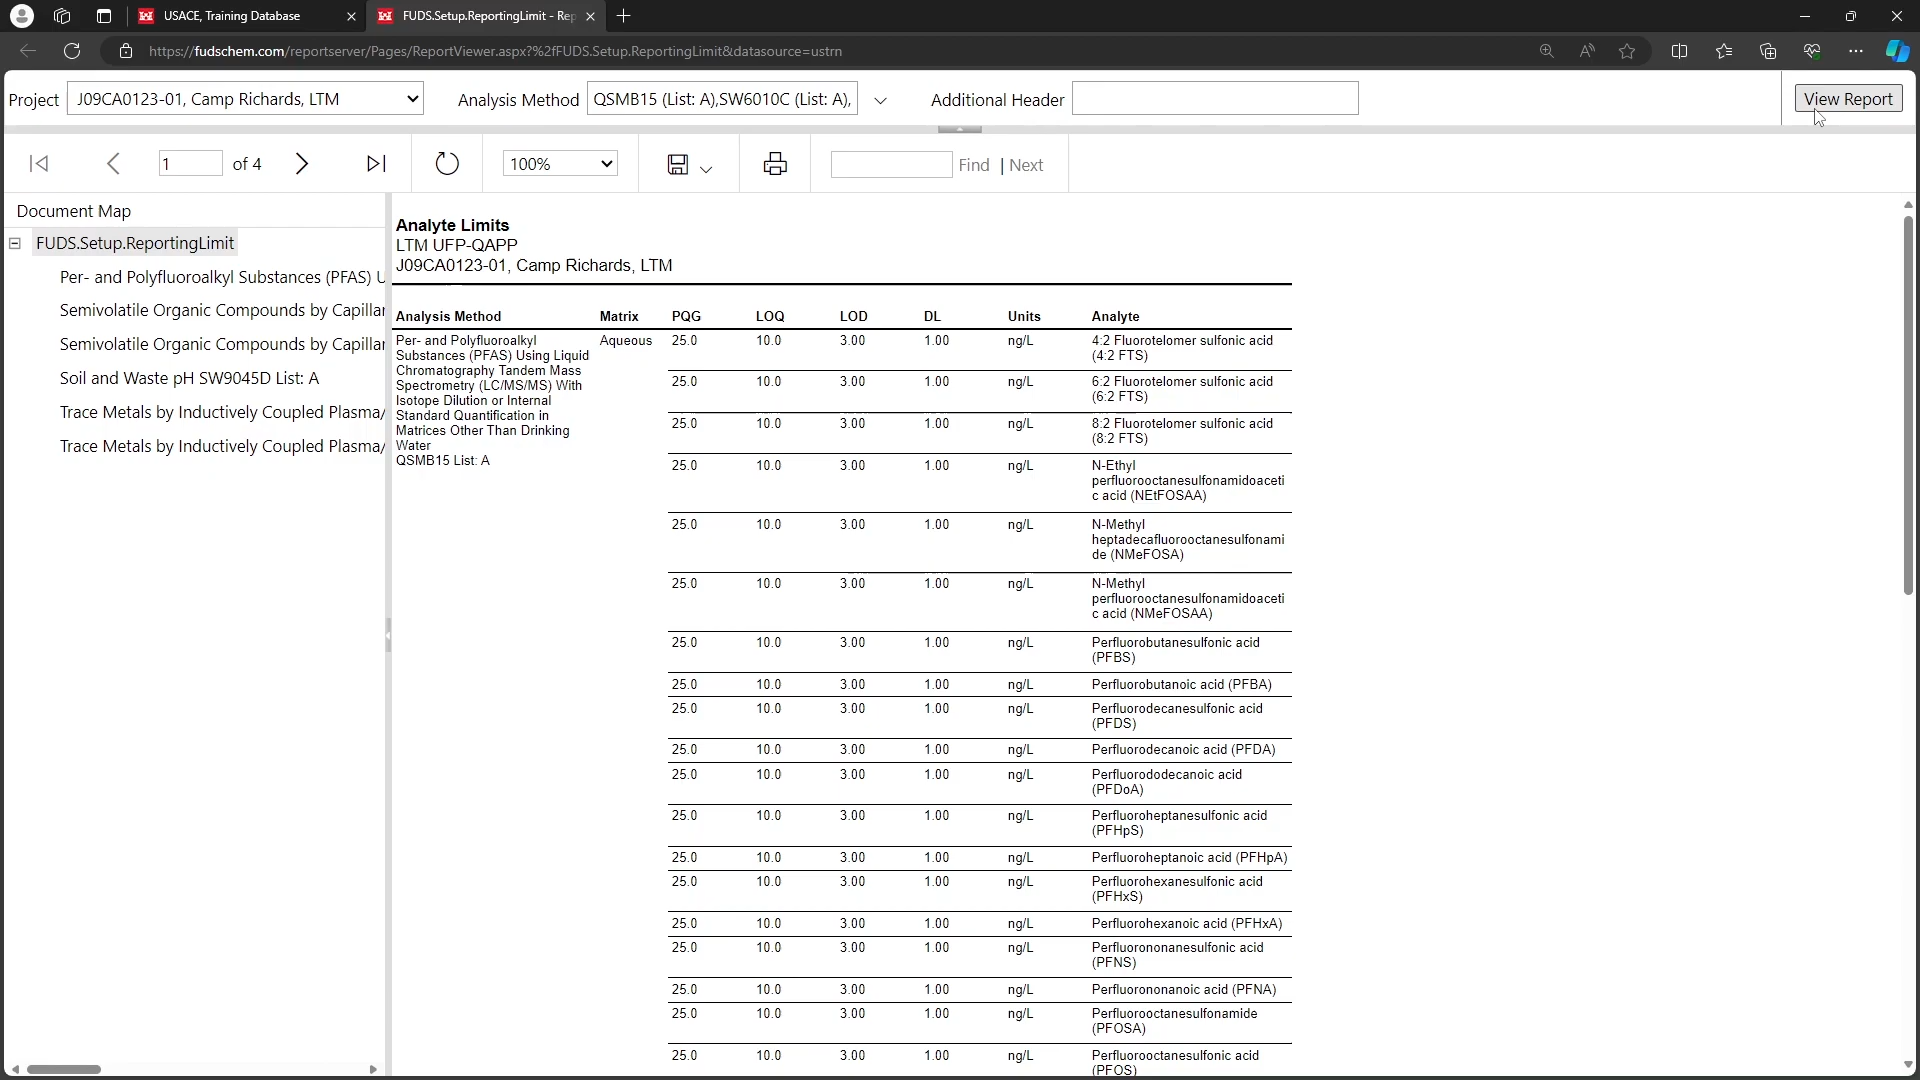 USACE, Training Database
FUDS.Setup.ReportingLimit - Rep
https://fudschem.com/reportserver/Pages/ReportViewer.aspx?%2fFUDS.Setup.ReportingLimit&datasource=ustrn
Project J09CA0123-01, Camp Richards, LTM Analysis Method QSMB15 (List: A),SW6010C (List: A), Additional Header View Report
1 of 4 100% Find | Next
Document Map
FUDS.Setup.ReportingLimit
Per- and Polyfluoroalkyl Substances (PFAS) U
Semivolatile Organic Compounds by Capillar
Semivolatile Organic Compounds by Capillar
Soil and Waste pH SW9045D List: A
Trace Metals by Inductively Coupled Plasma/
Trace Metals by Inductively Coupled Plasma/
Analyte Limits
LTM UFP-QAPP
J09CA0123-01, Camp Richards, LTM
Analysis Method Matrix PQG LOQ LOD DL Units Analyte
Per- and Polyfluoroalkyl Aqueous 25.0 10.0 3.00 1.00 ng/L 4:2 Fluorotelomer sulfonic acid
Substances (PFAS) Using Liquid (4:2 FTS)
Chromatography Tandem Mass
Spectrometry (LC/MS/MS) With 25.0 10.0 3.00 1.00 ng/L 6:2 Fluorotelomer sulfonic acid
Isotope Dilution or Internal (6:2 FTS)
Standard Quantification in
Matrices Other Than Drinking 25.0 10.0 3.00 1.00 ng/L 8:2 Fluorotelomer sulfonic acid
Water (8:2 FTS)
QSMB15 List: A 25.0 10.0 3.00 1.00 ng/L N-Ethyl
perfluorooctanesulfonamidoaceti
c acid (NEtFOSAA)
25.0 10.0 3.00 1.00 ng/L N-Methyl
heptadecafluorooctanesulfonami
de (NMeFOSA)
25.0 10.0 3.00 1.00 ng/L N-Methyl
perfluorooctanesulfonamidoaceti
c acid (NMeFOSAA)
25.0 10.0 3.00 1.00 ng/L Perfluorobutanesulfonic acid
(PFBS)
25.0 10.0 3.00 1.00 ng/L Perfluorobutanoic acid (PFBA)
25.0 10.0 3.00 1.00 ng/L Perfluorodecanesulfonic acid
(PFDS)
25.0 10.0 3.00 1.00 ng/L Perfluorodecanoic acid (PFDA)
25.0 10.0 3.00 1.00 ng/L Perfluorododecanoic acid
(PFDoA)
25.0 10.0 3.00 1.00 ng/L Perfluoroheptanesulfonic acid
(PFHpS)
25.0 10.0 3.00 1.00 ng/L Perfluoroheptanoic acid (PFHpA)
25.0 10.0 3.00 1.00 ng/L Perfluorohexanesulfonic acid
(PFHxS)
25.0 10.0 3.00 1.00 ng/L Perfluorohexanoic acid (PFHxA)
25.0 10.0 3.00 1.00 ng/L Perfluorononanesulfonic acid
(PFNS)
25.0 10.0 3.00 1.00 ng/L Perfluorononanoic acid (PFNA)
25.0 10.0 3.00 1.00 ng/L Perfluorooctanesulfonamide
(PFOSA)
25.0 10.0 3.00 1.00 ng/L Perfluorooctanesulfonic acid
(PFOS)